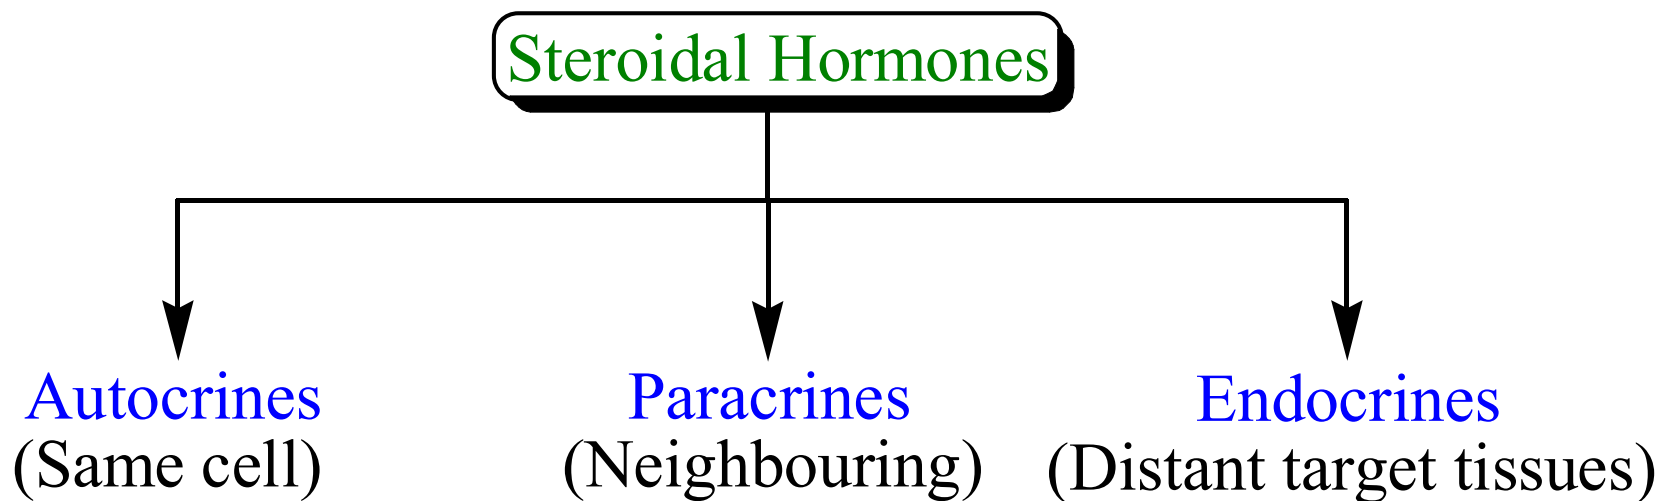 Steroidal Hormones
Autocrines
(Same cell)
Paracrines
(Neighbouring)
Endocrines
(Distant target tissues)